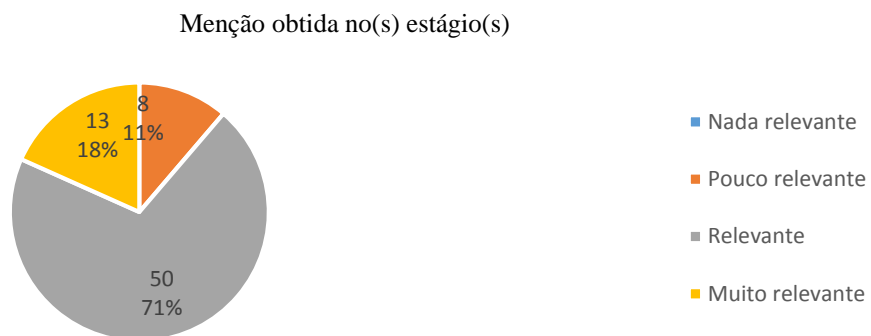 Menção obtida no(s) estágio(s)
8
11%
13
18%
50
71%
Nada relevante
Pouco relevante
Relevante
Muito relevante